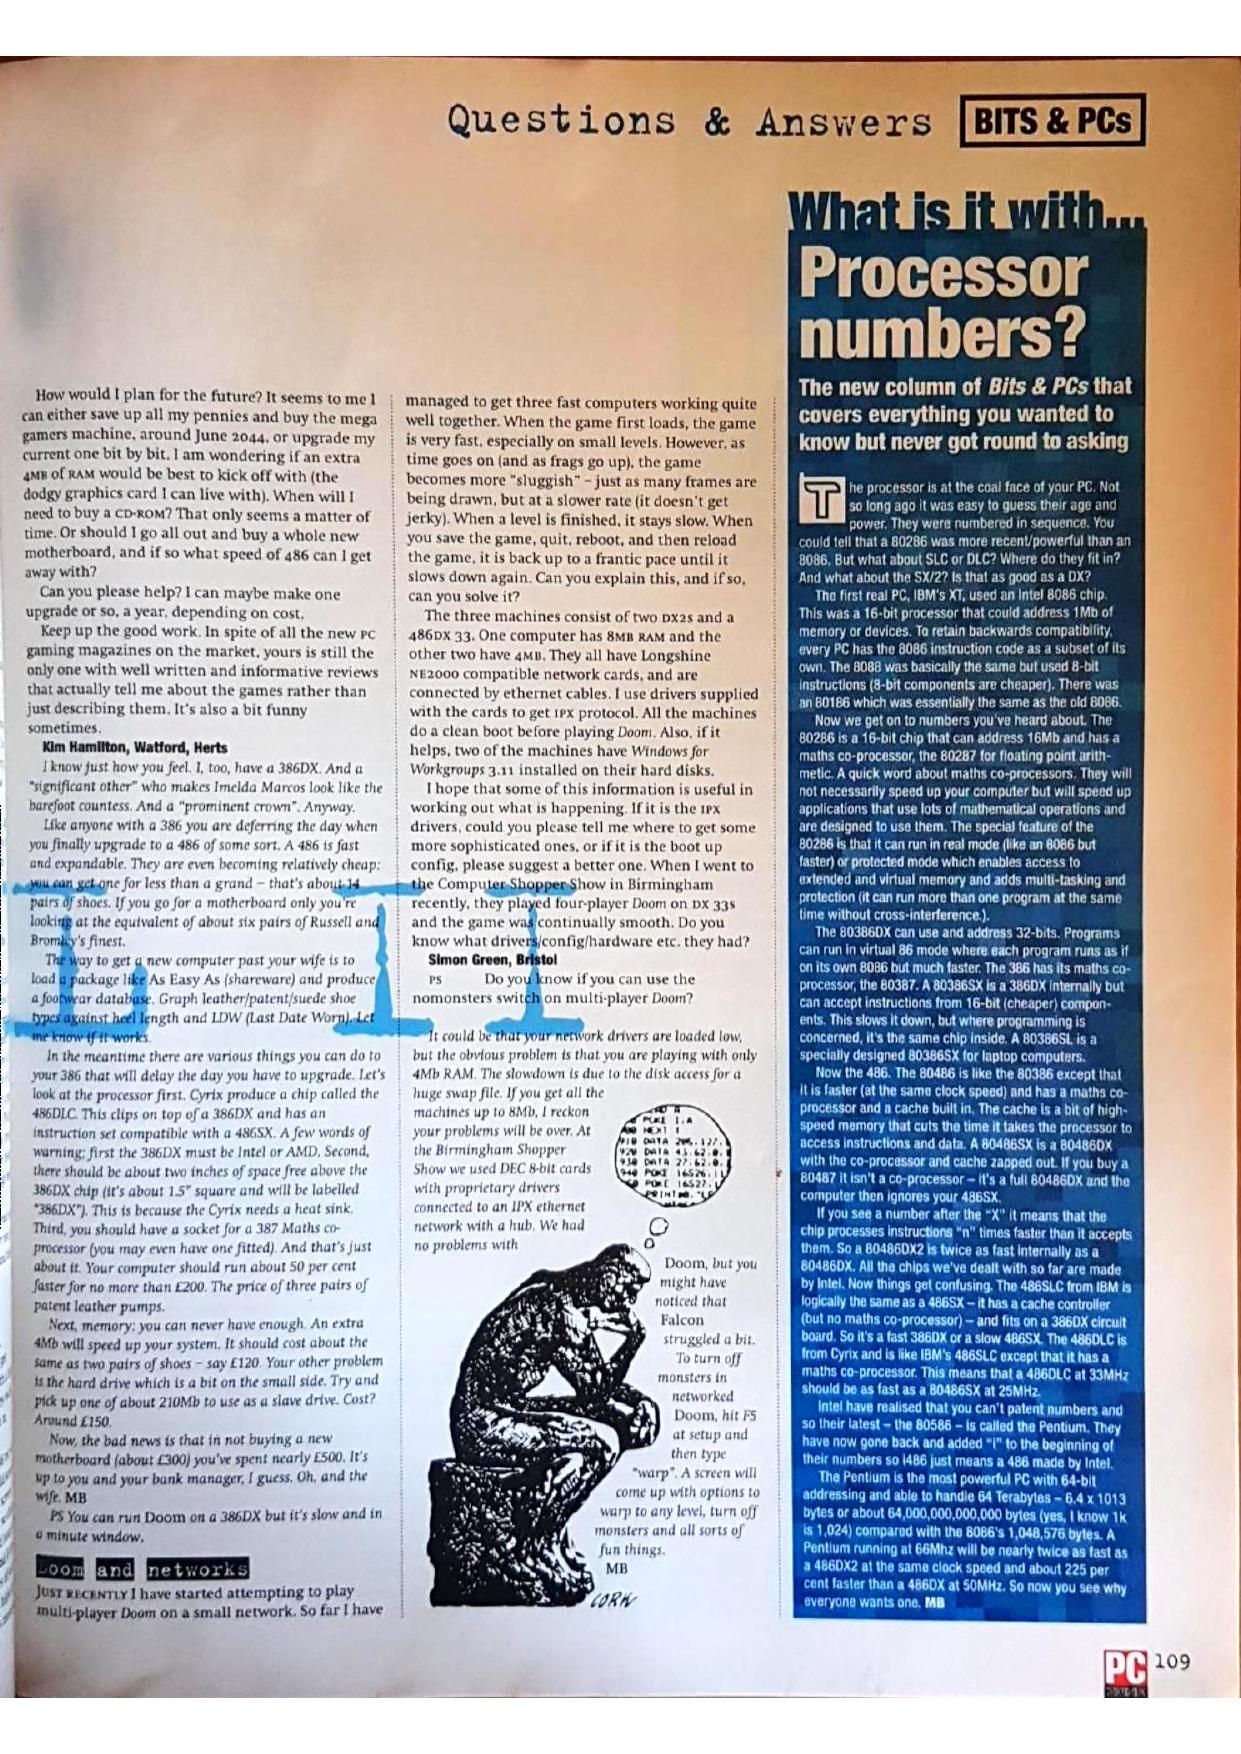 Questions & Answers BITS & PCs
How would I plan for the future? It seems to me I
can either save up all my pennies and buy the mega
gamers machine, around June 2044, or upgrade my
current one bit by bit. I am wondering if an extra
4MB of RAM would be best to kick off with (the
dodgy graphics card I can live with). When will I
need to buy a CD-ROM? That only seems a matter of
time. Or should I go all out and buy a whole new
motherboard, and if so what speed of 486 can I get
away with?
Can you please help? I can maybe make one
upgrade or so, a year, depending on cost.
Keep up the good work. In spite of all the new PC
gaming magazines on the market, yours is still the
only one with well written and informative reviews
that actually tell me about the games rather than
just describing them. It's also a bit funny
sometimes.
Kim Hamilton, Watford, Herts
I know just how you feel. I, too, have a 386DX. And a
"significant other" who makes Imelda Marcos look like the
barefoot countess. And a "prominent crown". Anyway.
Like anyone with a 386 you are deferring the day when
you finally upgrade to a 486 of some sort. A 486 is fast
and expandable. They are even becoming relatively cheap:
you can get one for less than a grand – that's about 14
pairs of shoes. If you go for a motherboard only you're
looking at the equivalent of about six pairs of Russell and
Bromley's finest.
The way to get a new computer past your wife is to
load a package like As Easy As (shareware) and produce
a footwear database. Graph leather/patent/suede shoe
types against heel length and LDW (Last Date Worn). Let
me know if it works.
In the meantime there are various things you can do to
your 386 that will delay the day you have to upgrade. Let's
look at the processor first. Cyrix produce a chip called the
486DLC. This clips on top of a 386DX and has an
instruction set compatible with a 486SX. A few words of
warning: first the 386DX must be Intel or AMD. Second,
there should be about two inches of space free above the
386DX chip (it's about 1.5" square and will be labelled
"386DX"). This is because the Cyrix needs a heat sink.
Third, you should have a socket for a 387 Maths co-
processor (you may even have one fitted). And that's just
about it. Your computer should run about 50 per cent
faster for no more than £200. The price of three pairs of
patent leather pumps.
Next, memory: you can never have enough. An extra
4Mb will speed up your system. It should cost about the
same as two pairs of shoes – say £120. Your other problem
is the hard drive which is a bit on the small side. Try and
pick up one of about 210Mb to use as a slave drive. Cost?
Around £150.
Now, the bad news is that in not buying a new
motherboard (about £300) you've spent nearly £500. It's
up to you and your bank manager, I guess. Oh, and the
wife. MB
PS You can run Doom on a 386DX but it's slow and in
a minute window.
Doom and networks
JUST RECENTLY I have started attempting to play
multi-player Doom on a small network. So far I have
managed to get three fast computers working quite
well together. When the game first loads, the game
is very fast, especially on small levels. However, as
time goes on (and as frags go up), the game
becomes more "sluggish" – just as many frames are
being drawn, but at a slower rate (it doesn't get
jerky). When a level is finished, it stays slow. When
you save the game, quit, reboot, and then reload
the game, it is back up to a frantic pace until it
slows down again. Can you explain this, and if so,
can you solve it?
The three machines consist of two DX2s and a
486DX 33. One computer has 8MB RAM and the
other two have 4MB. They all have Longshine
NE2000 compatible network cards, and are
connected by ethernet cables. I use drivers supplied
with the cards to get IPX protocol. All the machines
do a clean boot before playing Doom. Also, if it
helps, two of the machines have Windows for
Workgroups 3.11 installed on their hard disks.
I hope that some of this information is useful in
working out what is happening. If it is the IPX
drivers, could you please tell me where to get some
more sophisticated ones, or if it is the boot up
config, please suggest a better one. When I went to
the Computer Shopper Show in Birmingham
recently, they played four-player Doom on DX 33s
and the game was continually smooth. Do you
know what drivers/config/hardware etc. they had?
Simon Green, Bristol
PS Do you know if you can use the
nomonsters switch on multi-player Doom?
It could be that your network drivers are loaded low,
but the obvious problem is that you are playing with only
4Mb RAM. The slowdown is due to the disk access for a
huge swap file. If you get all the
machines up to 8Mb, I reckon
your problems will be over. At
the Birmingham Shopper
Show we used DEC 8-bit cards
with proprietary drivers
connected to an IPX ethernet
network with a hub. We had
no problems with
Doom, but you
might have
noticed that
Falcon
struggled a bit.
To turn off
monsters in
networked
Doom, hit F5
at setup and
then type
"warp". A screen will
come up with options to
warp to any level, turn off
monsters and all sorts of
fun things.
MB
POKE 1,A
NEXT I
910 DATA 205,127,
920 DATA 43,62,0,
930 DATA 27,62,0,
940 POKE 16526,
POKE 16527,
PRINT
CORK
What is it with...
Processor
numbers?
The new column of Bits & PCs that
covers everything you wanted to
know but never got round to asking
The processor is at the coal face of your PC. Not
so long ago it was easy to guess their age and
power. They were numbered in sequence. You
could tell that a 80286 was more recent/powerful than an
8086. But what about SLC or DLC? Where do they fit in?
And what about the SX/2? Is that as good as a DX?
The first real PC, IBM's XT, used an Intel 8086 chip.
This was a 16-bit processor that could address 1Mb of
memory or devices. To retain backwards compatibility,
every PC has the 8086 instruction code as a subset of its
own. The 8088 was basically the same but used 8-bit
instructions (8-bit components are cheaper). There was
an 80186 which was essentially the same as the old 8086.
Now we get on to numbers you've heard about. The
80286 is a 16-bit chip that can address 16Mb and has a
maths co-processor, the 80287 for floating point arith-
metic. A quick word about maths co-processors. They will
not necessarily speed up your computer but will speed up
applications that use lots of mathematical operations and
are designed to use them. The special feature of the
80286 is that it can run in real mode (like an 8086 but
faster) or protected mode which enables access to
extended and virtual memory and adds multi-tasking and
protection (it can run more than one program at the same
time without cross-interference.).
The 80386DX can use and address 32-bits. Programs
can run in virtual 86 mode where each program runs as if
on its own 8086 but much faster. The 386 has its maths co-
processor, the 80387. A 80386SX is a 386DX internally but
can accept instructions from 16-bit (cheaper) compon-
ents. This slows it down, but where programming is
concerned, it's the same chip inside. A 80386SL is a
specially designed 80386SX for laptop computers.
Now the 486. The 80486 is like the 80386 except that
it is faster (at the same clock speed) and has a maths co-
processor and a cache built in. The cache is a bit of high-
speed memory that cuts the time it takes the processor to
access instructions and data. A 80486SX is a 80486DX
with the co-processor and cache zapped out. If you buy a
80487 it isn't a co-processor – it's a full 80486DX and the
computer then ignores your 486SX.
If you see a number after the "X" it means that the
chip processes instructions "n" times faster than it accepts
them. So a 80486DX2 is twice as fast internally as a
80486DX. All the chips we've dealt with so far are made
by Intel. Now things get confusing. The 486SLC from IBM is
logically the same as a 486SX – it has a cache controller
(but no maths co-processor) – and fits on a 386DX circuit
board. So it's a fast 386DX or a slow 486SX. The 486DLC is
from Cyrix and is like IBM's 486SLC except that it has a
maths co-processor. This means that a 486DLC at 33MHz
should be as fast as a 80486SX at 25MHz.
Intel have realised that you can't patent numbers and
so their latest – the 80586 – is called the Pentium. They
have now gone back and added "i" to the beginning of
their numbers so i486 just means a 486 made by Intel.
The Pentium is the most powerful PC with 64-bit
addressing and able to handle 64 Terabytes – 6.4 x 1013
bytes or about 64,000,000,000,000 bytes (yes, I know 1k
is 1,024) compared with the 8086's 1,048,576 bytes. A
Pentium running at 66Mhz will be nearly twice as fast as
a 486DX2 at the same clock speed and about 225 per
cent faster than a 486DX at 50MHz. So now you see why
everyone wants one. MB
PC 109